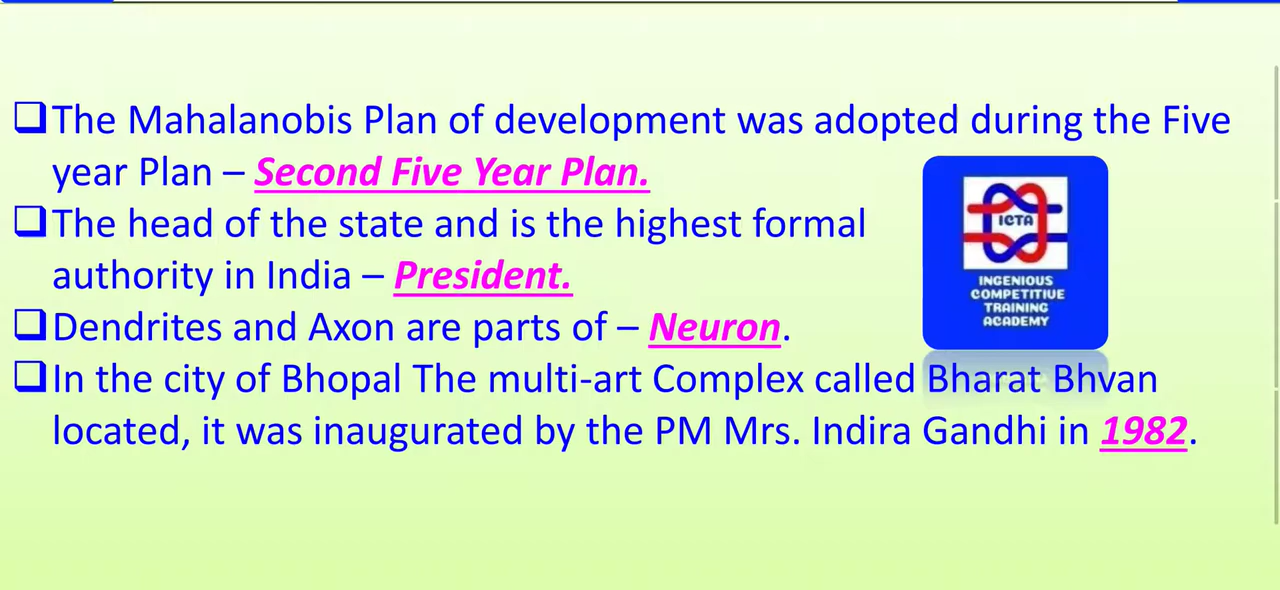 ❑The Mahalanobis Plan of development was adopted during the Five
year Plan – Second Five Year Plan.
❑The head of the state and is the highest formal
authority in India – President.
❑Dendrites and Axon are parts of – Neuron.
❑In the city of Bhopal The multi-art Complex called Bharat Bhvan
located, it was inaugurated by the PM Mrs. Indira Gandhi in 1982.
ICTA
INGENIOUS
COMPETITIVE
TRAINING
ACADEMY